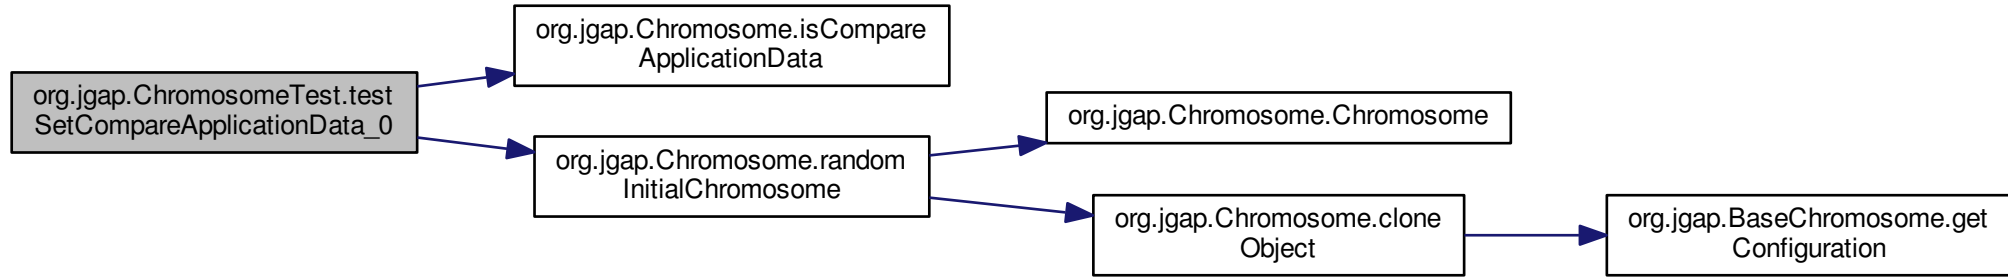 org.jgap.ChromosomeTest.test
SetCompareApplicationData_0
org.jgap.Chromosome.isCompare
ApplicationData
org.jgap.Chromosome.random
InitialChromosome
org.jgap.Chromosome.Chromosome
org.jgap.Chromosome.clone
Object
org.jgap.BaseChromosome.get
Configuration